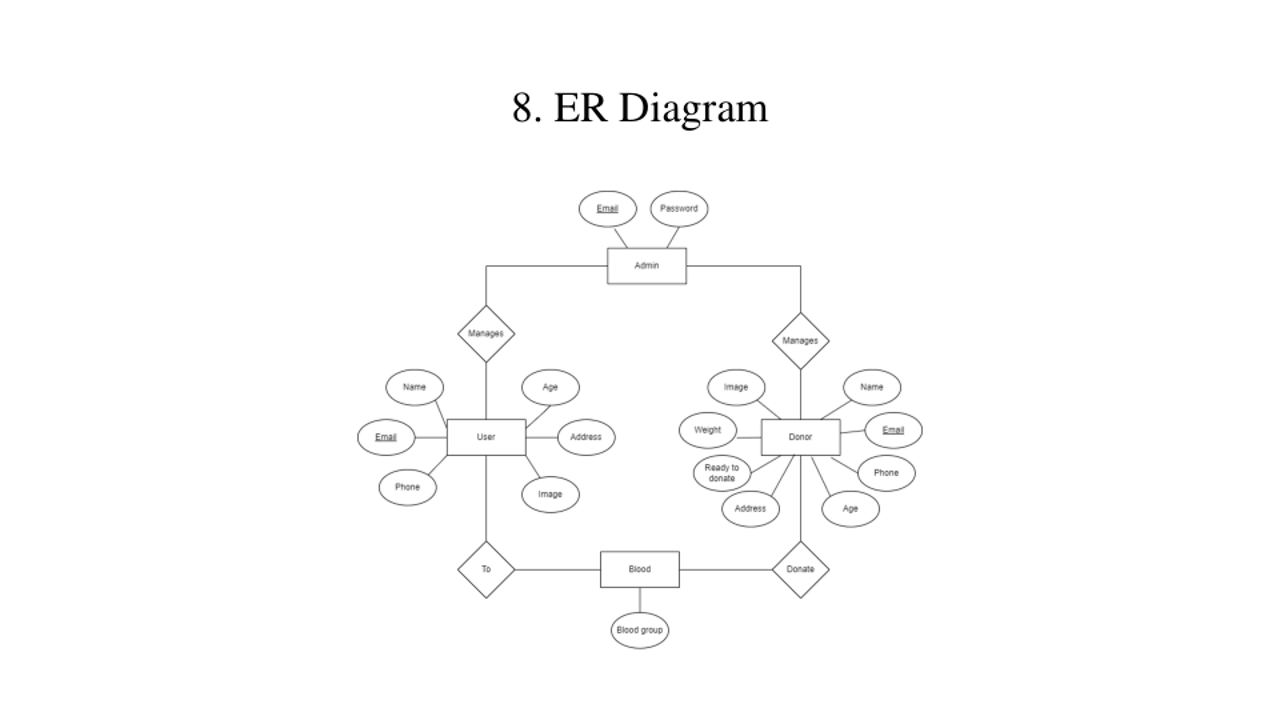 8. ER Diagram
Email
Password
Admin
Manages
Manages
Name
Age
Image
Name
Email
User
Address
Weight
Donor
Email
Phone
Image
Ready to
donate
Phone
Address
Age
To
Blood
Donate
Blood group